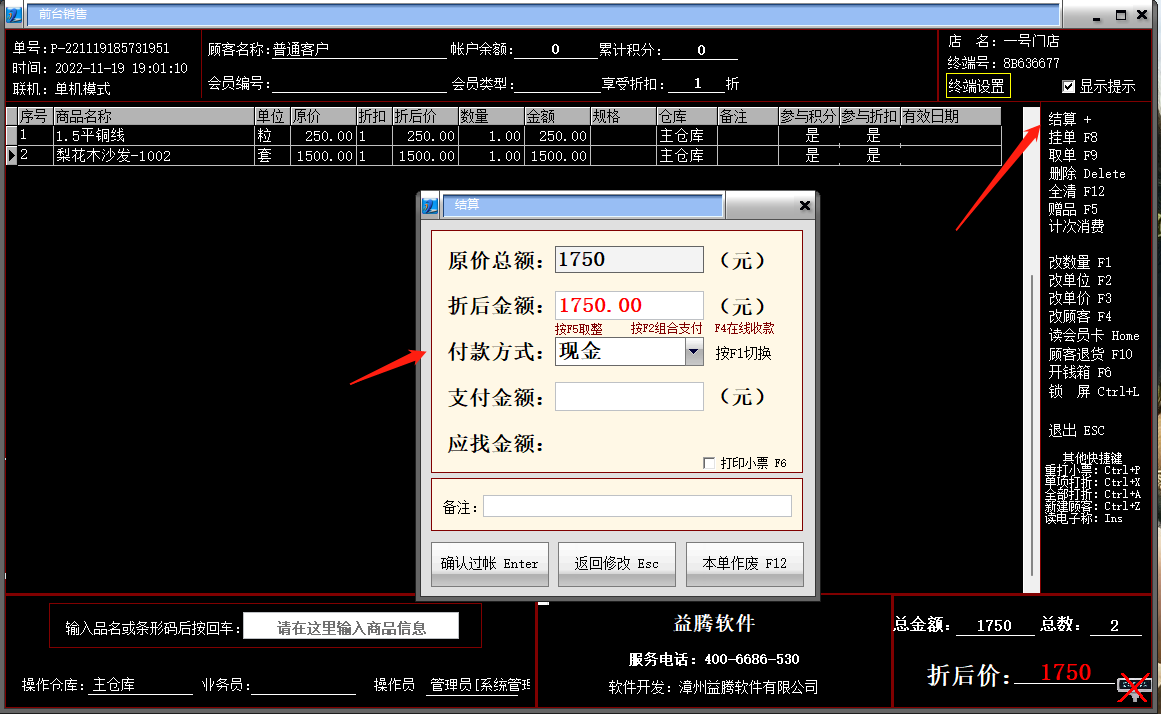 前台销售
单号:P-221119185731951
时间: 2022-11-19 19:01:10
联机: 单机模式
顾客名称:普通客户
帐户余额: 0
累计积分: 0
会员编号:
会员类型:
享受折扣: 1 折
店 名: 一号门店
终端号: 8B636677
终端设置
显示提示
序号 商品名称 单位 原价 折扣 折后价 数量 金额 规格 仓库 备注 参与积分 参与折扣 有效日期
1 1.5平铜线 粒 250.00 1 250.00 1.00 250.00 主仓库 是 是
2 梨花木沙发-1002 套 1500.00 1 1500.00 1.00 1500.00 主仓库 是 是
结算 +
挂单 F8
取单 F9
删除 Delete
全清 F12
赠品 F5
计次消费
改数量 F1
改单位 F2
改单价 F3
改顾客 F4
读会员卡 Home
顾客退货 F10
开钱箱 F6
锁 屏 Ctrl+L
退出 ESC
其他快捷键
重打小票: Ctrl+P
单项打折: Ctrl+X
全部打折: Ctrl+A
新建顾客: Ctrl+Z
读电子称: Ins
结算
原价总额: 1750 (元)
折后金额: 1750.00 (元)
按F5取整 按F2组合支付 F4在线收款
付款方式: 现金 按F1切换
支付金额: (元)
应找金额:
打印小票 F6
备注:
确认过帐 Enter
返回修改 Esc
本单作废 F12
输入品名或条形码后按回车: 请在这里输入商品信息
操作仓库: 主仓库 业务员: 操作员 管理员[系统管理
益腾软件
服务电话: 400-6686-530
软件开发: 漳州益腾软件有限公司
总金额: 1750 总数: 2
折后价: 1750